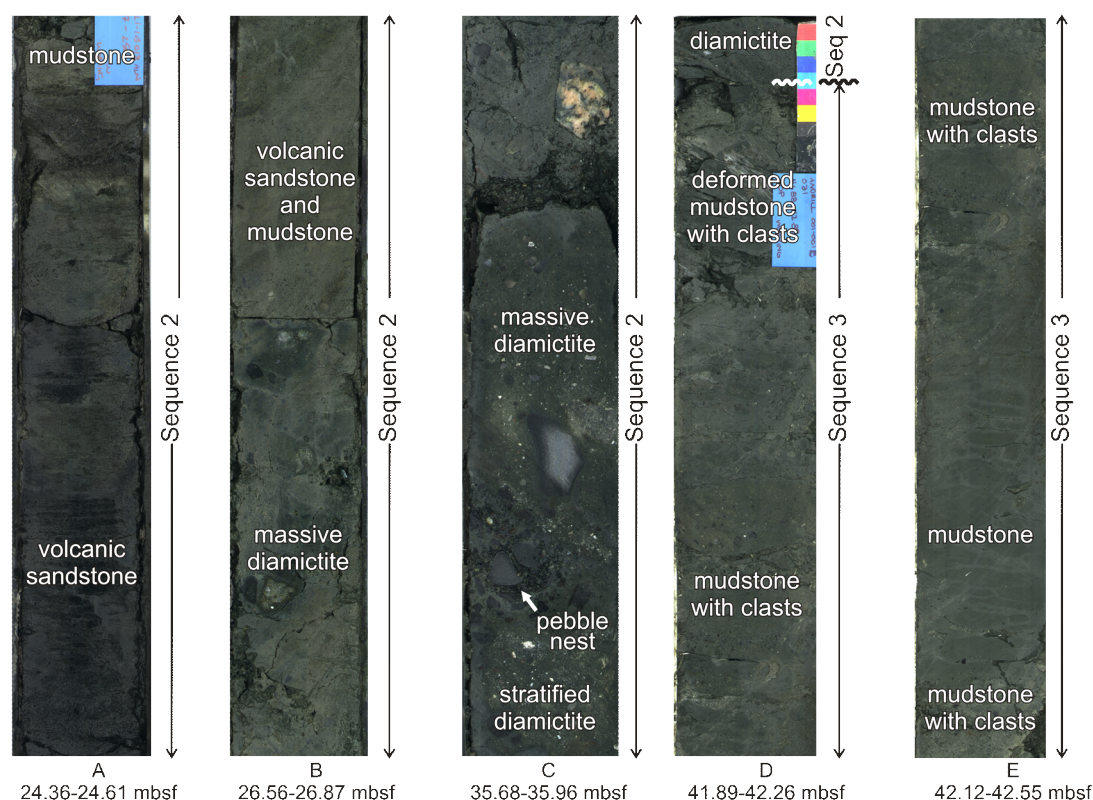 mudstone
volcanic
sandstone
Sequence 2
A
24.36-24.61 mbsf
volcanic
sandstone
and
mudstone
massive
diamictite
Sequence 2
B
26.56-26.87 mbsf
massive
diamictite
pebble
nest
stratified
diamictite
Sequence 2
C
35.68-35.96 mbsf
diamictite
Seq 2
deformed
mudstone
with clasts
mudstone
with clasts
Sequence 3
D
41.89-42.26 mbsf
mudstone
with clasts
mudstone
mudstone
with clasts
Sequence 3
E
42.12-42.55 mbsf